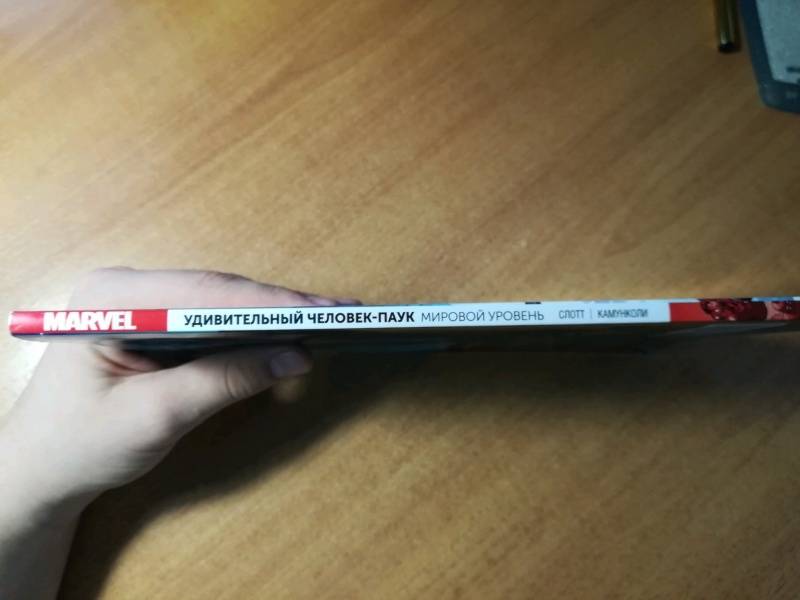 MARVEL УДИВИТЕЛЬНЫЙ ЧЕЛОВЕК-ПАУК МИРОВОЙ УРОВЕНЬ СЛОТТ | КАМУНКОЛИ